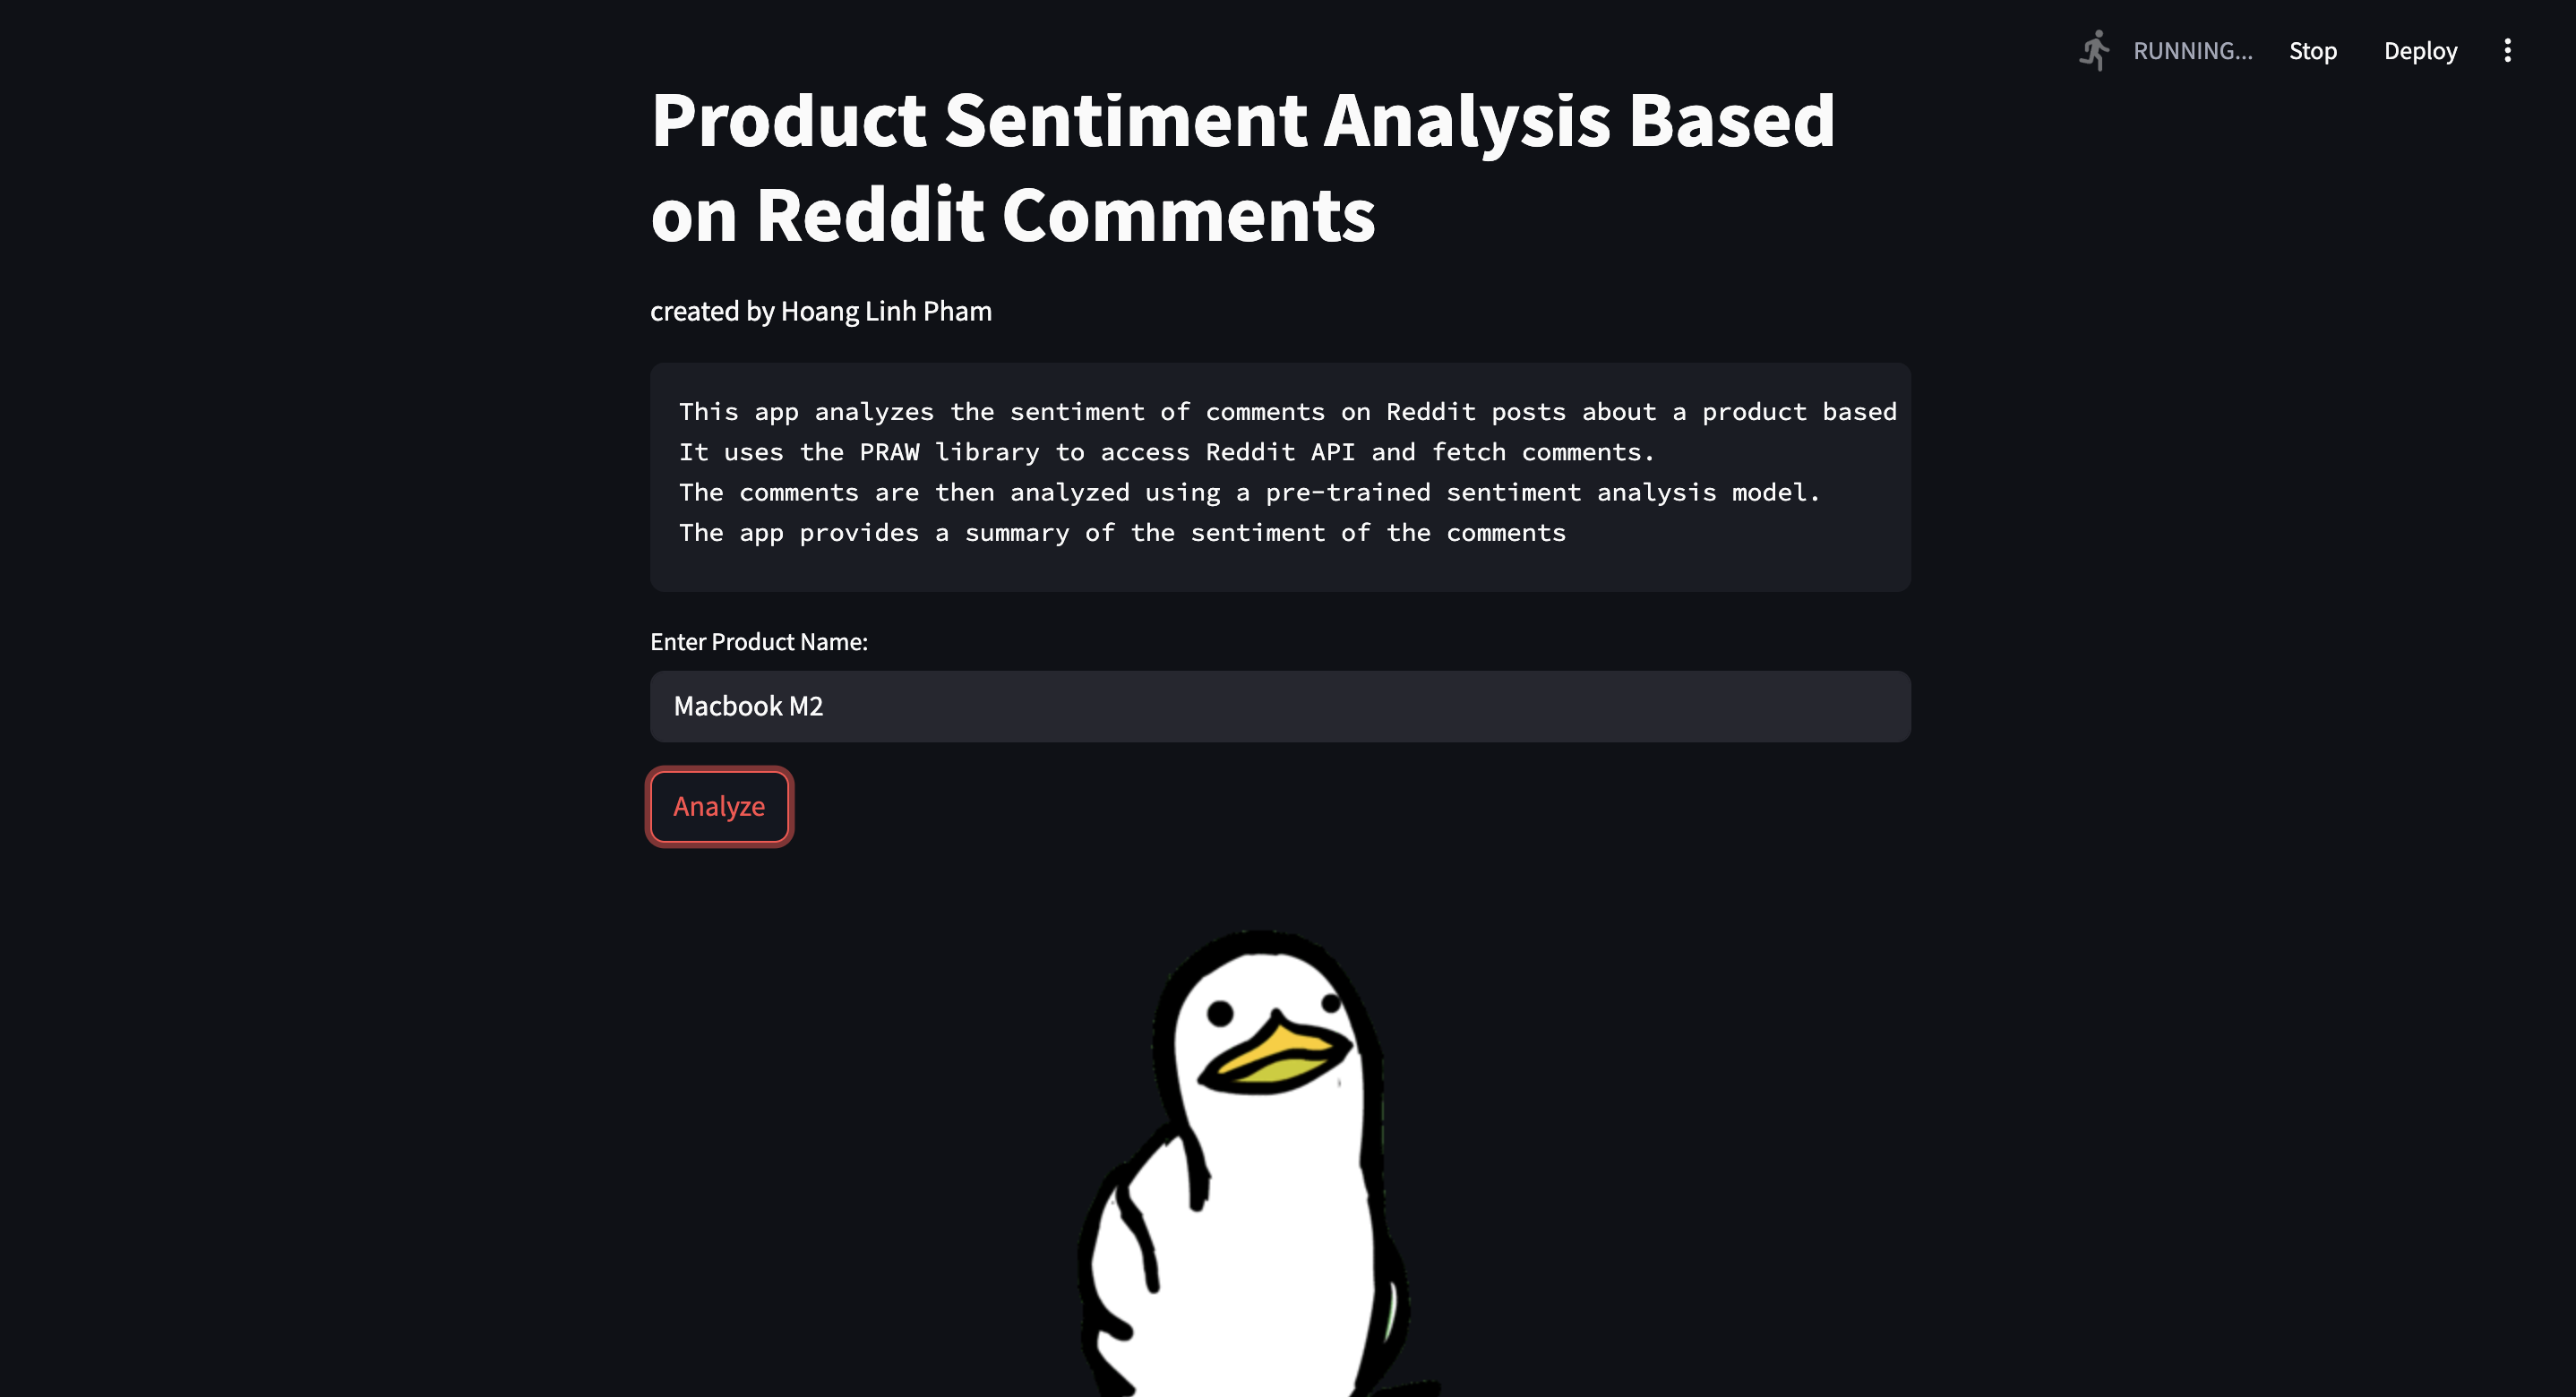 RUNNING... Stop Deploy
Product Sentiment Analysis Based
on Reddit Comments
created by Hoang Linh Pham
This app analyzes the sentiment of comments on Reddit posts about a product based
It uses the PRAW library to access Reddit API and fetch comments.
The comments are then analyzed using a pre-trained sentiment analysis model.
The app provides a summary of the sentiment of the comments
Enter Product Name:
Macbook M2
Analyze